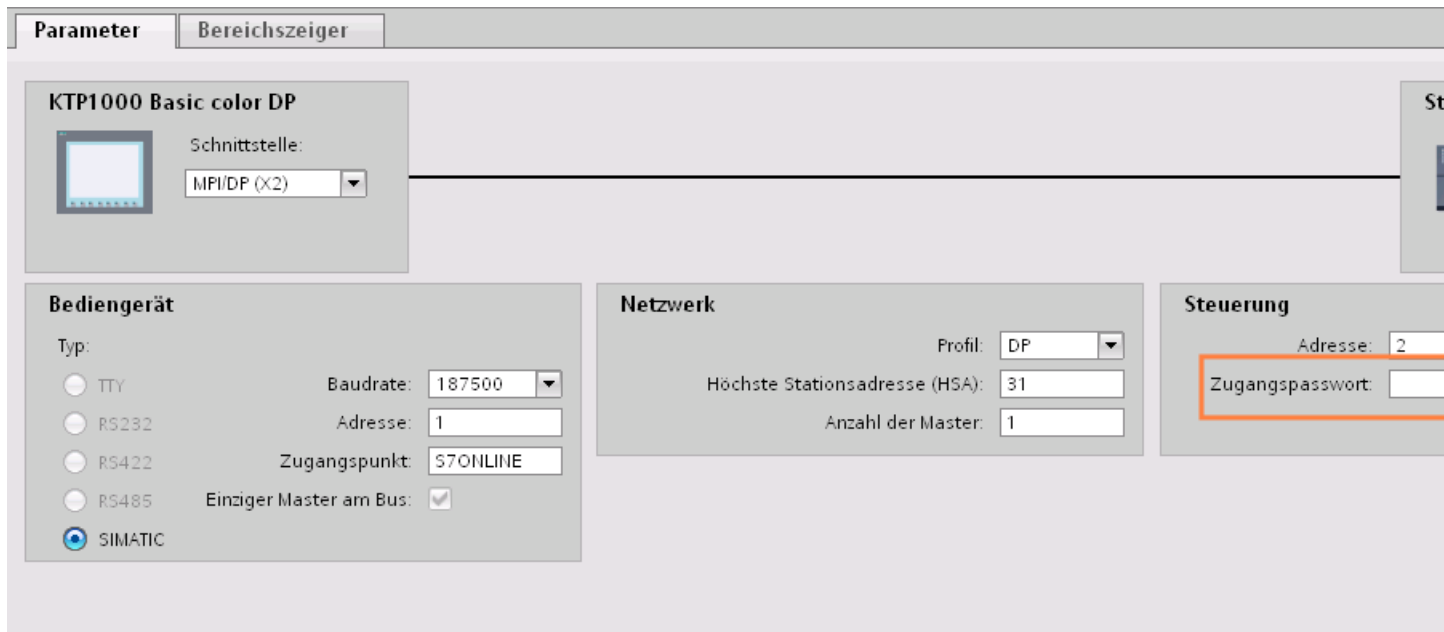 Parameter Bereichszeiger
KTP1000 Basic color DP
Schnittstelle:
MPI/DP (X2)
Bediengerät
Typ:
TTY
RS232
RS422
RS485
SIMATIC
Baudrate: 187500
Adresse: 1
Zugangspunkt: S7ONLINE
Einziger Master am Bus:
Netzwerk
Profil: DP
Höchste Stationsadresse (HSA): 31
Anzahl der Master: 1
St
Steuerung
Adresse: 2
Zugangspasswort: